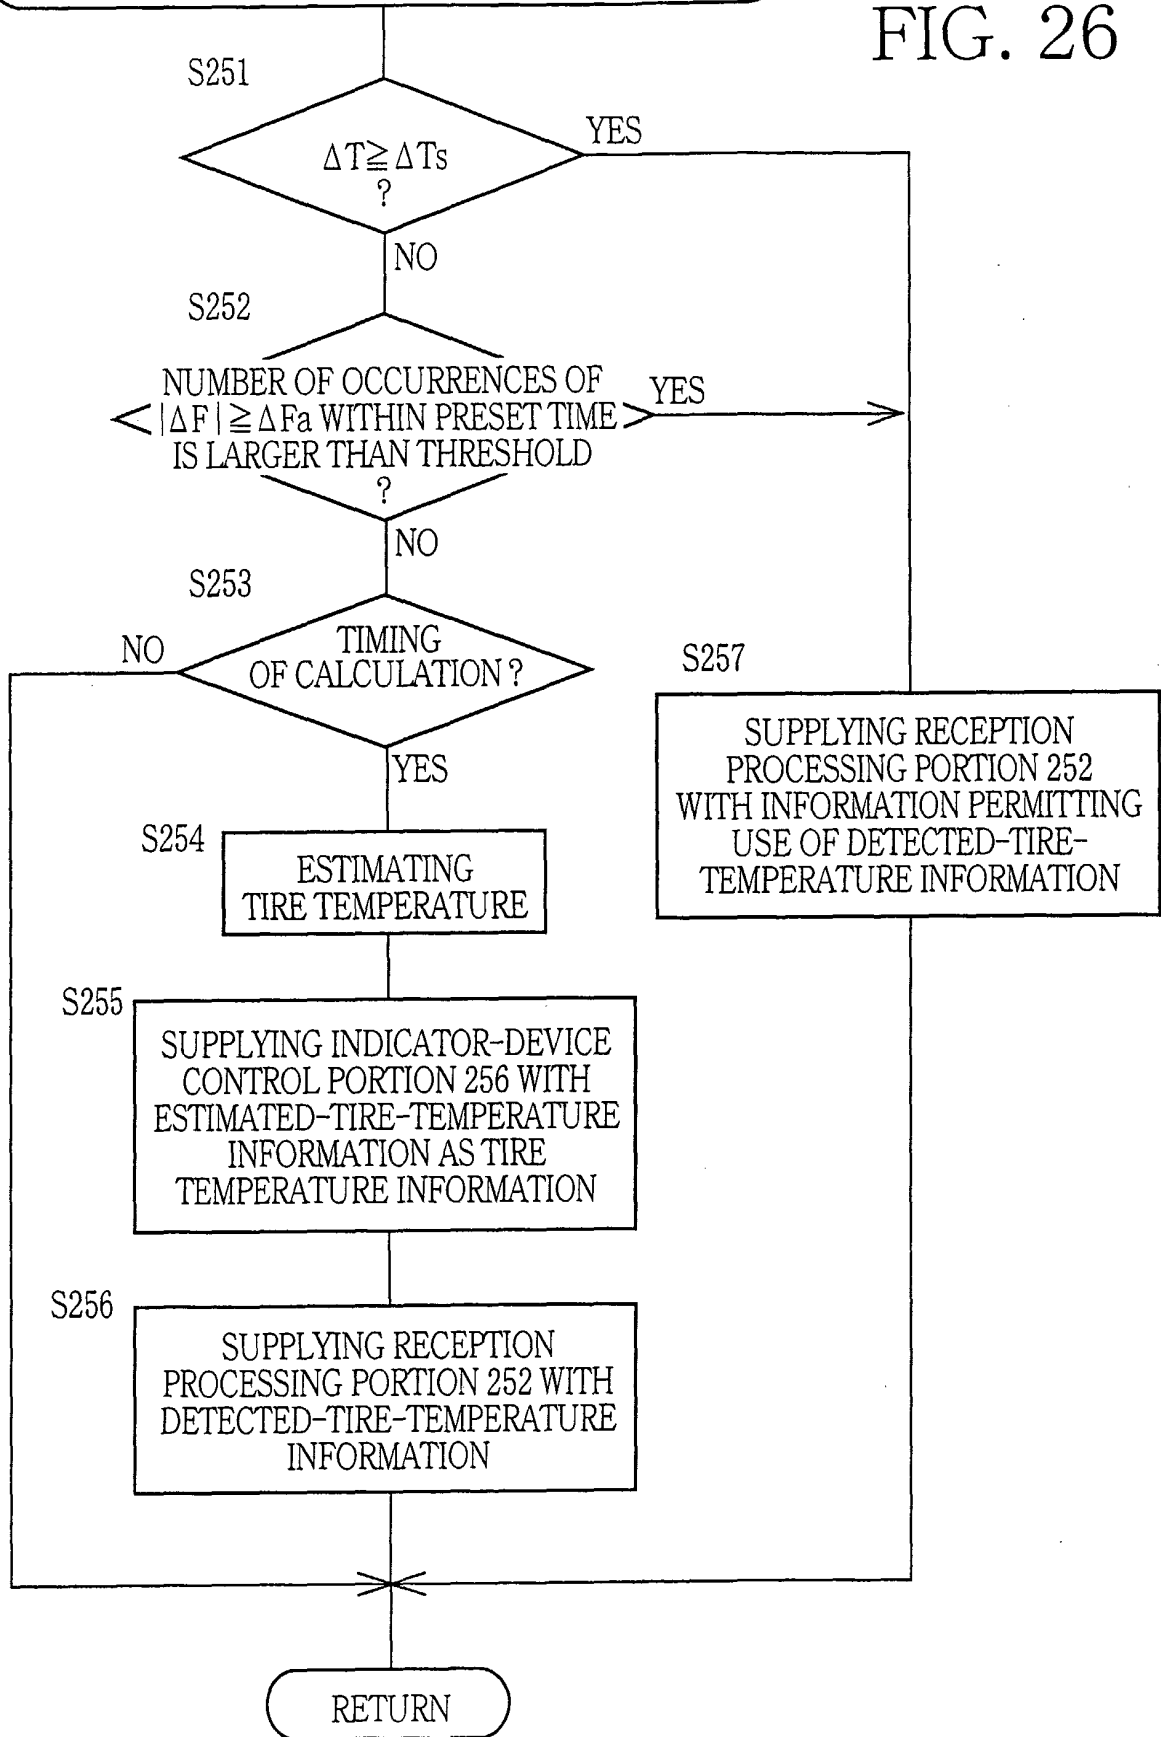 FIG. 26
S251
ΔT≧ΔTs
?
YES
NO
S252
NUMBER OF OCCURRENCES OF
|ΔF|≧ΔFa WITHIN PRESET TIME
IS LARGER THAN THRESHOLD
?
YES
NO
S253
TIMING
OF CALCULATION?
NO
YES
S257
SUPPLYING RECEPTION
PROCESSING PORTION 252
WITH INFORMATION PERMITTING
USE OF DETECTED-TIRE-
TEMPERATURE INFORMATION
S254
ESTIMATING
TIRE TEMPERATURE
S255
SUPPLYING INDICATOR-DEVICE
CONTROL PORTION 256 WITH
ESTIMATED-TIRE-TEMPERATURE
INFORMATION AS TIRE
TEMPERATURE INFORMATION
S256
SUPPLYING RECEPTION
PROCESSING PORTION 252 WITH
DETECTED-TIRE-TEMPERATURE
INFORMATION
RETURN